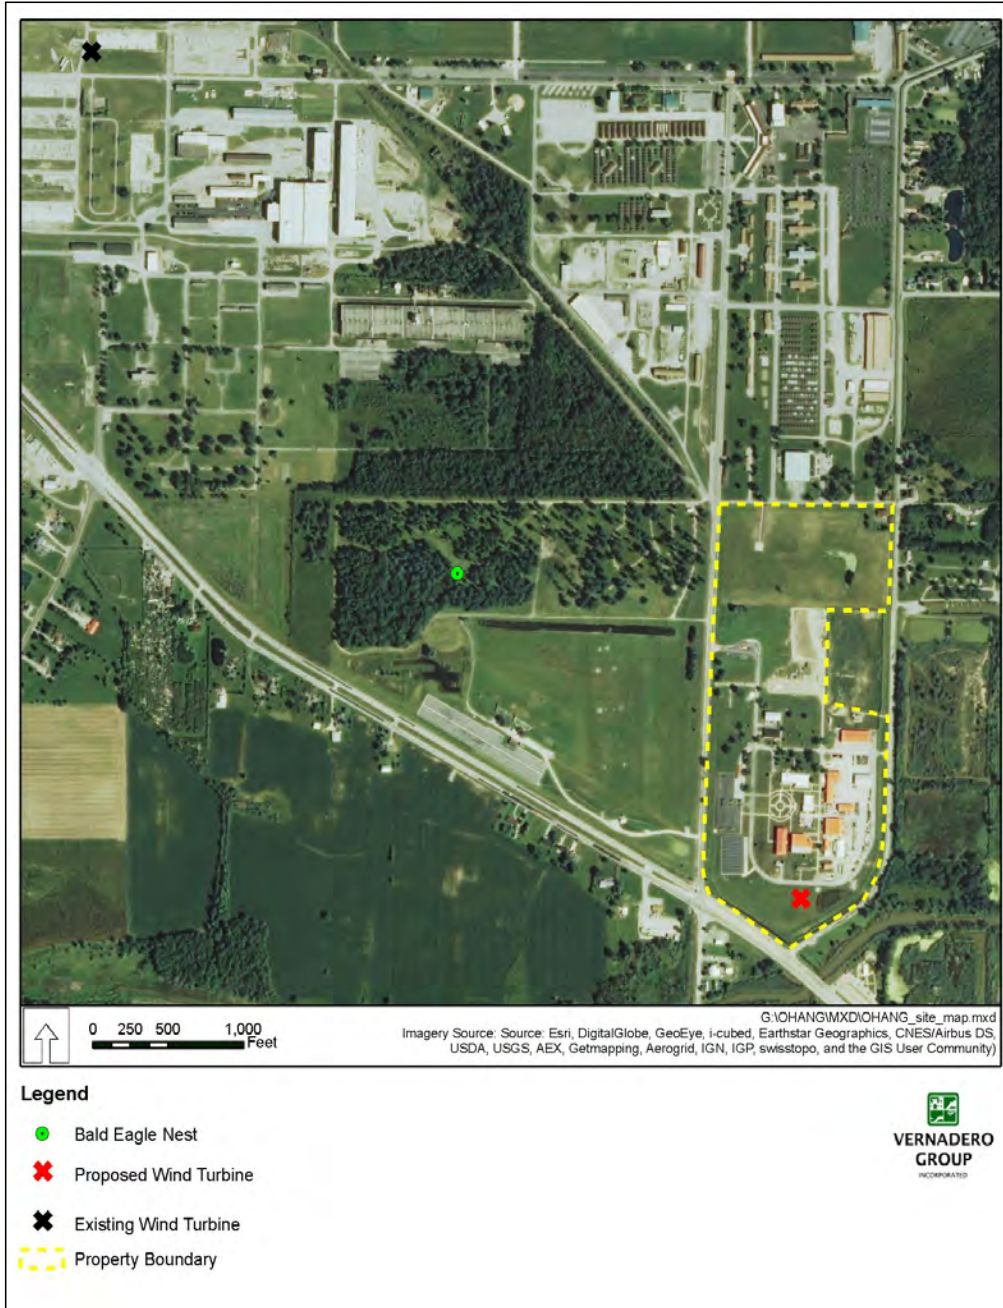 G:\OHANG\MXD\OHANG_site_map.mxd
0 250 500 1,000
Feet
Imagery Source: Source: Esri, DigitalGlobe, GeoEye, i-cubed, Earthstar Geographics, CNES/Airbus DS,
USDA, USGS, AEX, Getmapping, Aerogrid, IGN, IGP, swisstopo, and the GIS User Community)
Legend
Bald Eagle Nest
Proposed Wind Turbine
Existing Wind Turbine
Property Boundary
VERNADERO
GROUP
INCORPORATED